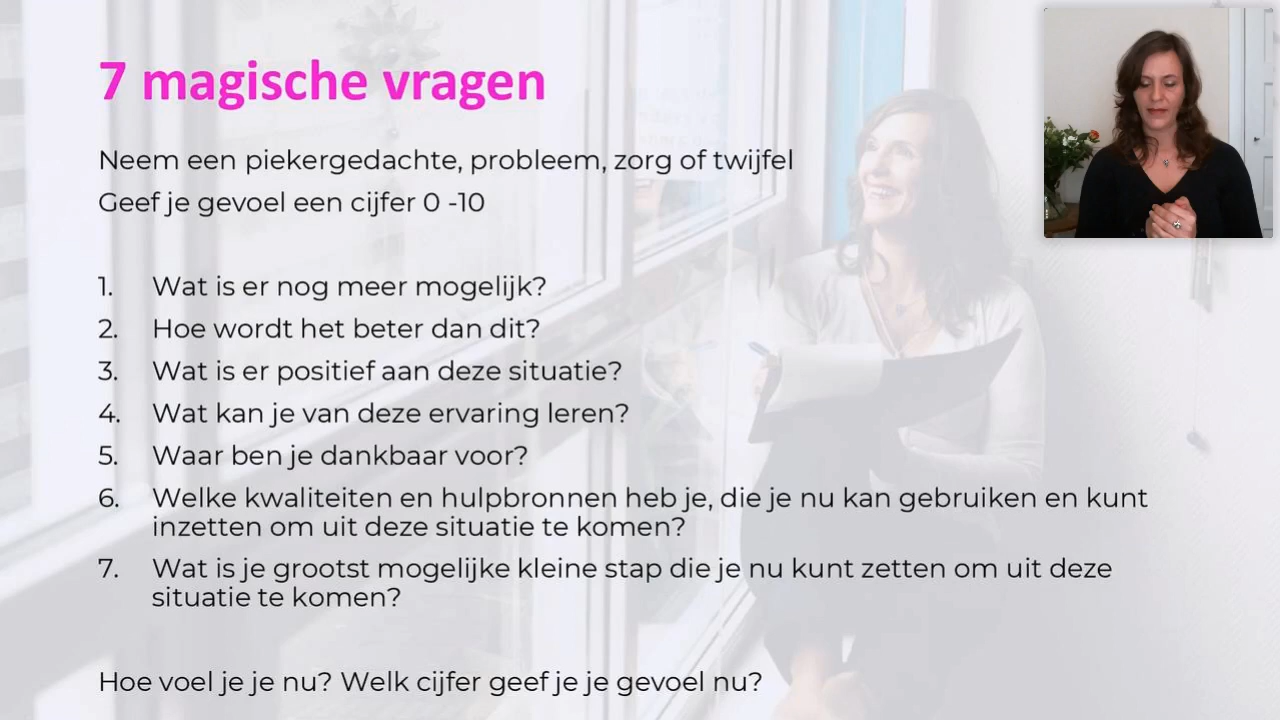 7 magische vragen
Neem een piekergedachte, probleem, zorg of twijfel
Geef je gevoel een cijfer 0 -10
1. Wat is er nog meer mogelijk?
2. Hoe wordt het beter dan dit?
3. Wat is er positief aan deze situatie?
4. Wat kan je van deze ervaring leren?
5. Waar ben je dankbaar voor?
6. Welke kwaliteiten en hulpbronnen heb je, die je nu kan gebruiken en kunt
inzetten om uit deze situatie te komen?
7. Wat is je grootst mogelijke kleine stap die je nu kunt zetten om uit deze
situatie te komen?
Hoe voel je je nu? Welk cijfer geef je je gevoel nu?